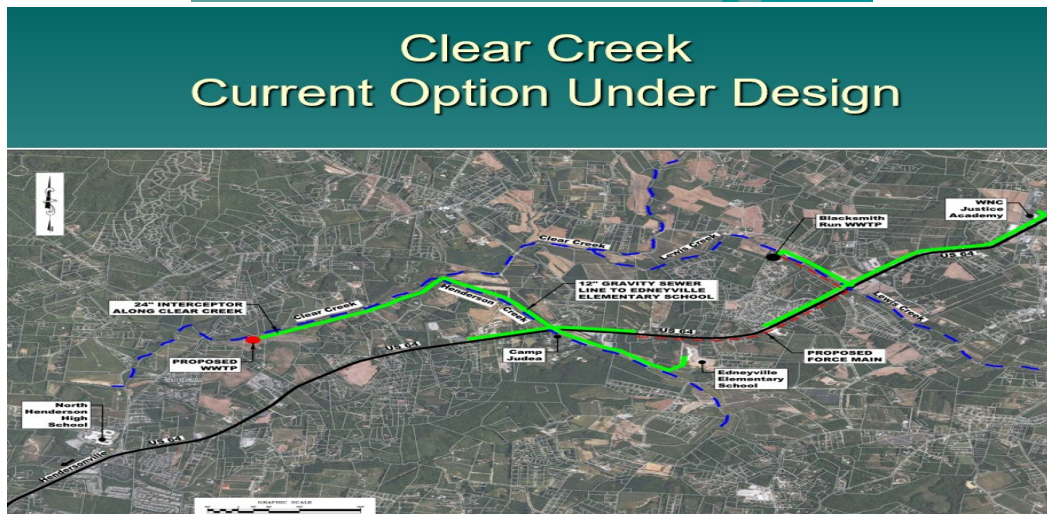 Clear Creek
Current Option Under Design
WNC
Justice
Academy
Blacksmith
Run WWTP
Clear Creek
Lewis Creek
US 64
12" GRAVITY SEWER
LINE TO EDNEYVILLE
ELEMENTARY SCHOOL
24" INTERCEPTOR
ALONG CLEAR CREEK
Clear Creek
Henderson Creek
Lewis Creek
US 64
US 64
PROPOSED
WWTP
Camp
Judea
PROPOSED
FORCE MAIN
Edneyville
Elementary
School
North
Henderson
High
School
US 64
Hendersonville
GRAPHIC SCALE